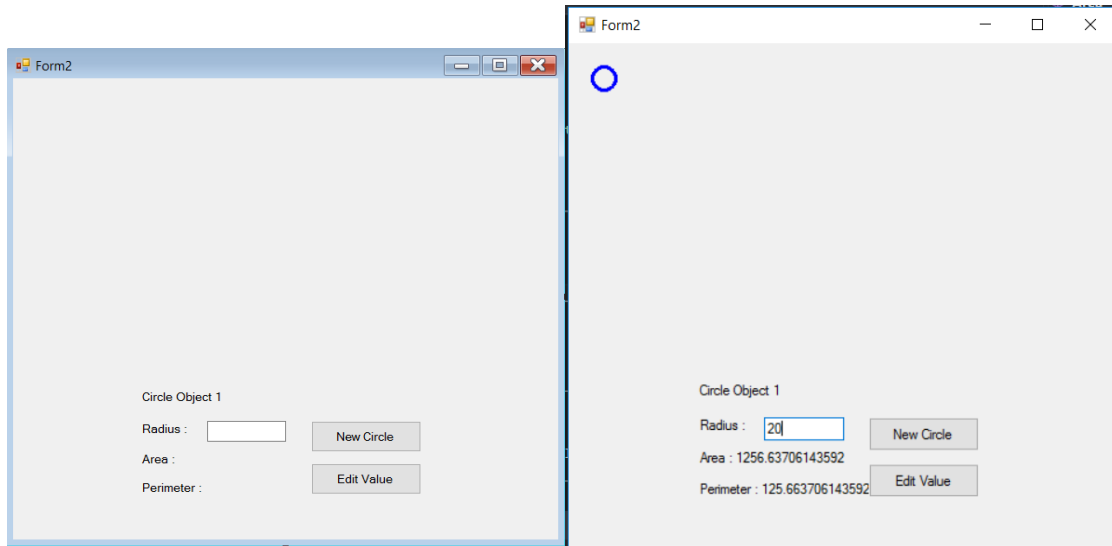 Form2
Circle Object 1
Radius :
New Circle
Area :
Edit Value
Perimeter :
Form2
Circle Object 1
Radius : 20
New Circle
Area : 1256.63706143592
Edit Value
Perimeter : 125.663706143592